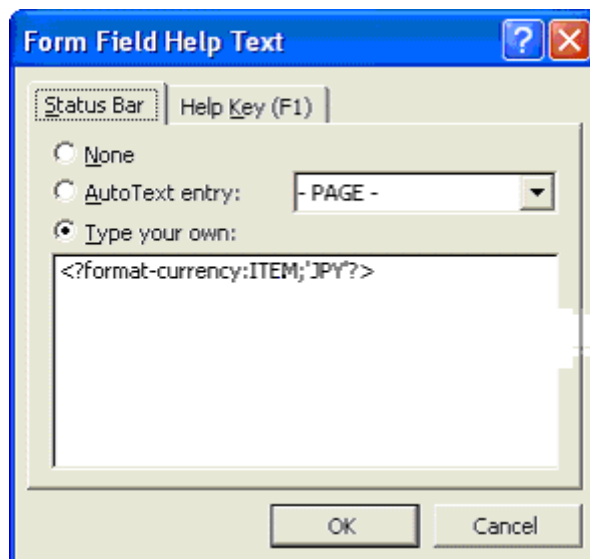 Form Field Help Text
Status Bar
Help Key (F1)
None
AutoText entry:
- PAGE -
Type your own:
<?format-currency:ITEM;'JPY'?>
OK
Cancel